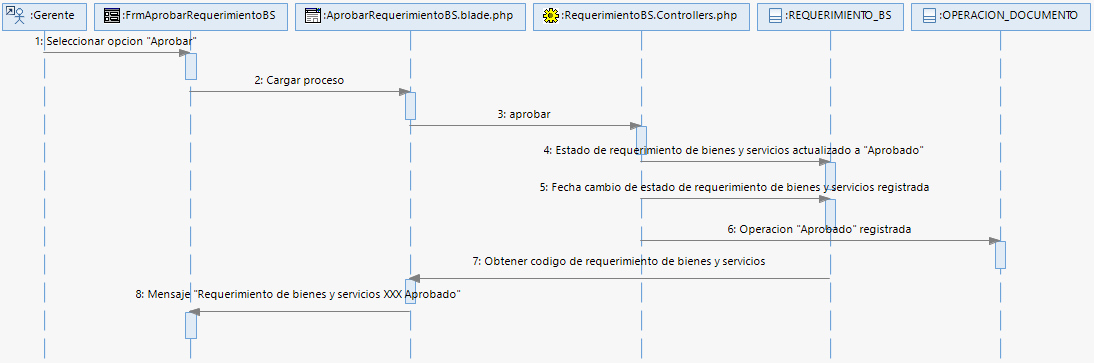 :Gerente
:FrmAprobarRequerimientoBS
:AprobarRequerimientoBS.blade.php
:RequerimientoBS.Controllers.php
:REQUERIMIENTO_BS
:OPERACION_DOCUMENTO
1: Seleccionar opcion "Aprobar"
2: Cargar proceso
3: aprobar
4: Estado de requerimiento de bienes y servicios actualizado a "Aprobado"
5: Fecha cambio de estado de requerimiento de bienes y servicios registrada
6: Operacion "Aprobado" registrada
7: Obtener codigo de requerimiento de bienes y servicios
8: Mensaje "Requerimiento de bienes y servicios XXX Aprobado"